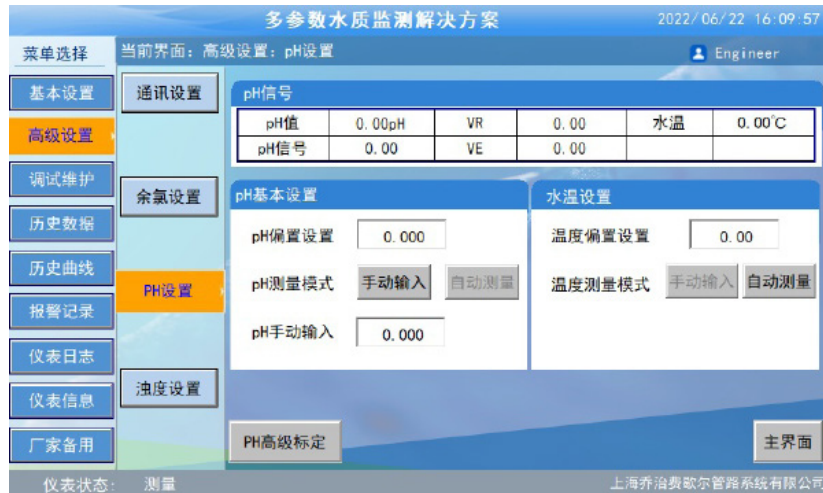 多参数水质监测解决方案
2022/06/22 16:09:57
菜单选择
当前界面: 高级设置: pH设置
Engineer
基本设置
高级设置
调试维护
历史数据
历史曲线
报警记录
仪表日志
仪表信息
厂家备用
通讯设置
余氯设置
PH设置
浊度设置
pH信号
pH值 0.00pH VR 0.00 水温 0.00℃
pH信号 0.00 VE 0.00
pH基本设置
pH偏置设置 0.000
pH测量模式 手动输入 自动测量
pH手动输入 0.000
水温设置
温度偏置设置 0.00
温度测量模式 手动输入 自动测量
PH高级标定
主界面
仪表状态: 测量
上海乔治费歇尔管路系统有限公司